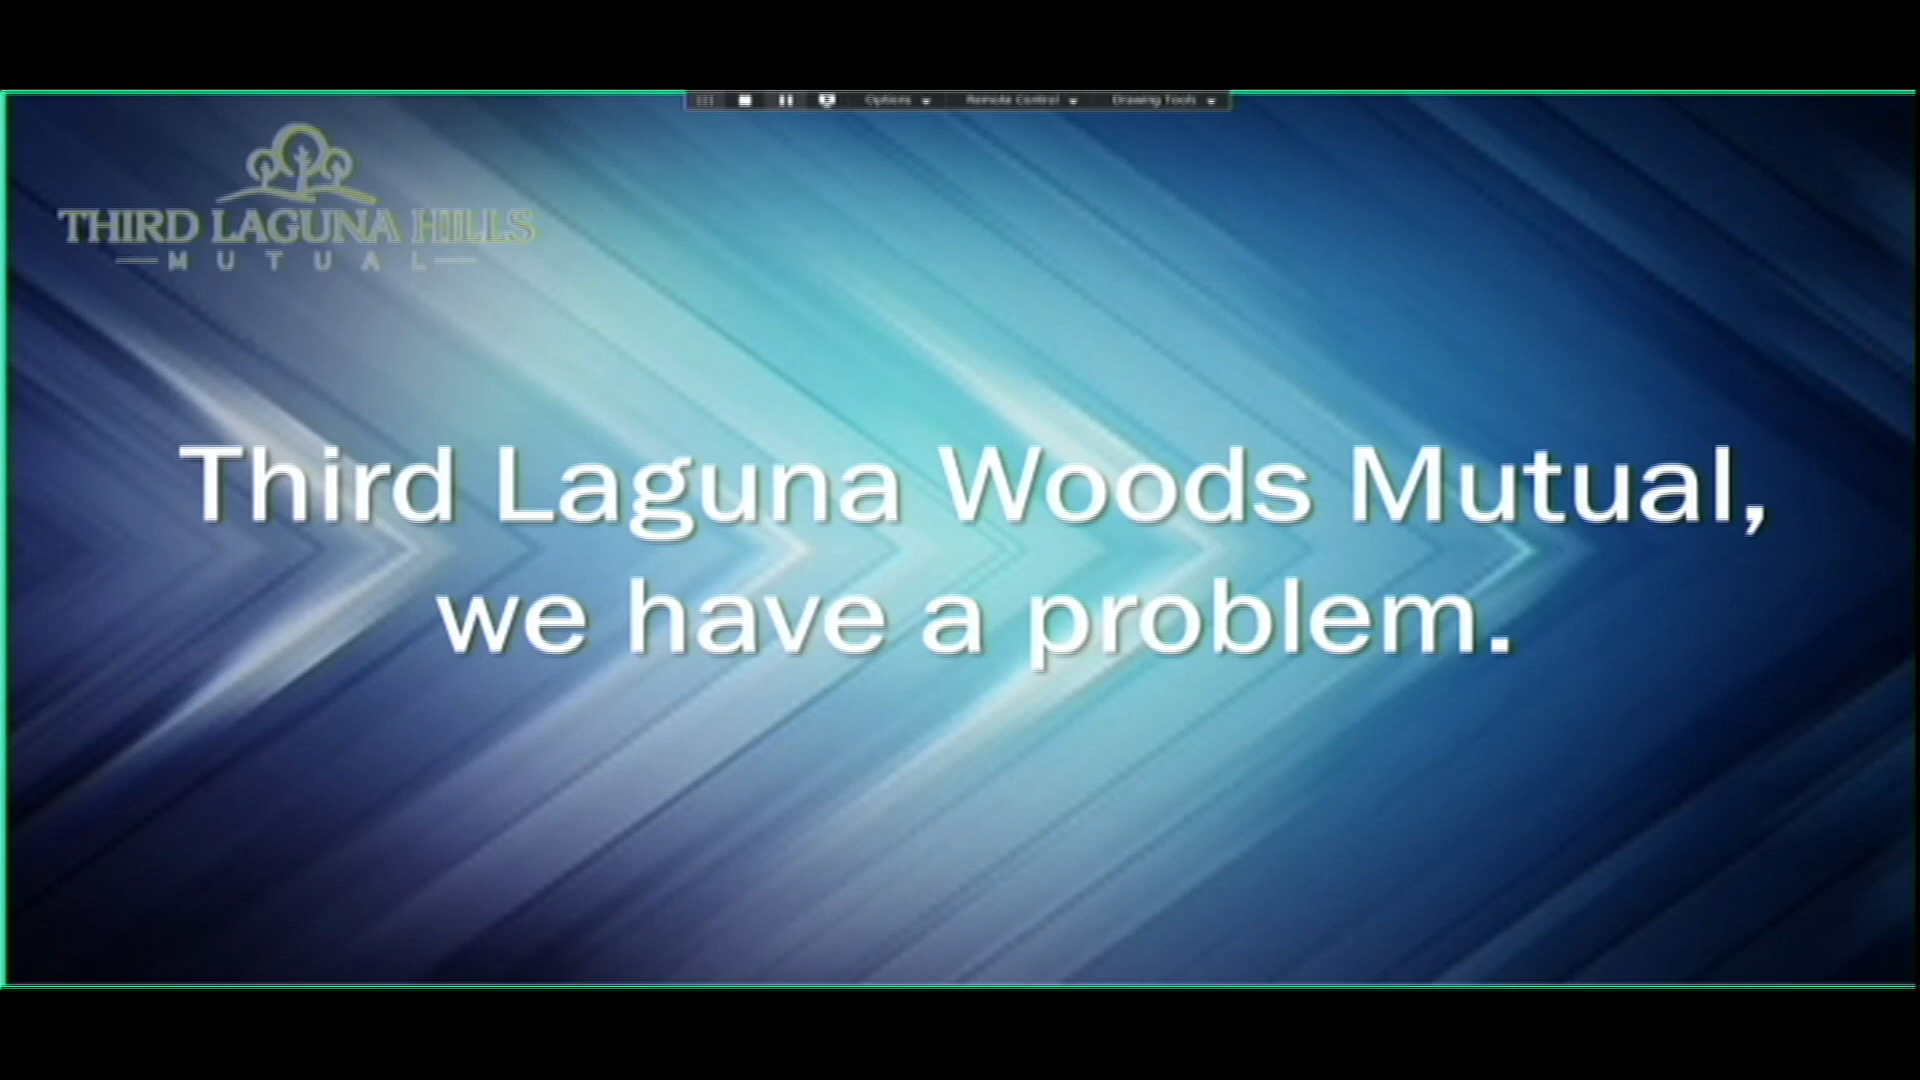 Options Remote Control Drawing Tools
THIRD LAGUNA HILLS
MUTUAL
Third Laguna Woods Mutual,
we have a problem.